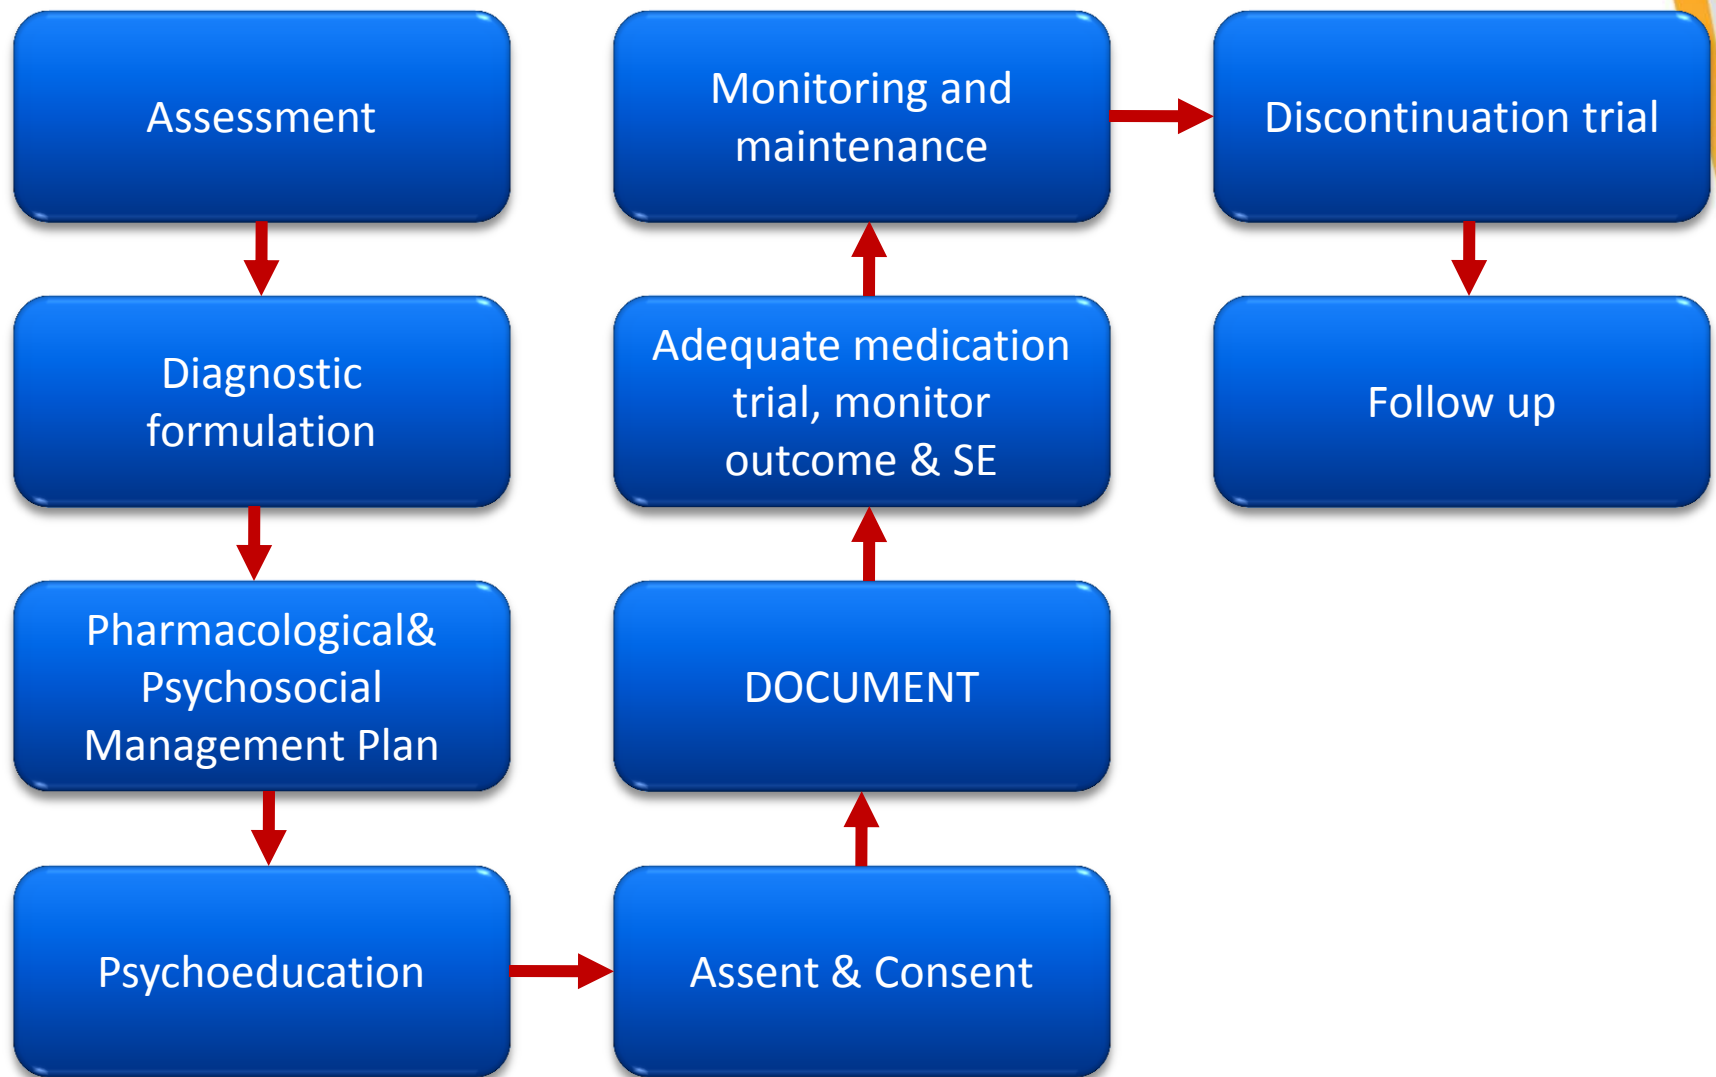 Assessment
Diagnostic
formulation
Pharmacological&
Psychosocial
Management Plan
Psychoeducation
Assent & Consent
DOCUMENT
Adequate medication
trial, monitor
outcome & SE
Monitoring and
maintenance
Discontinuation trial
Follow up